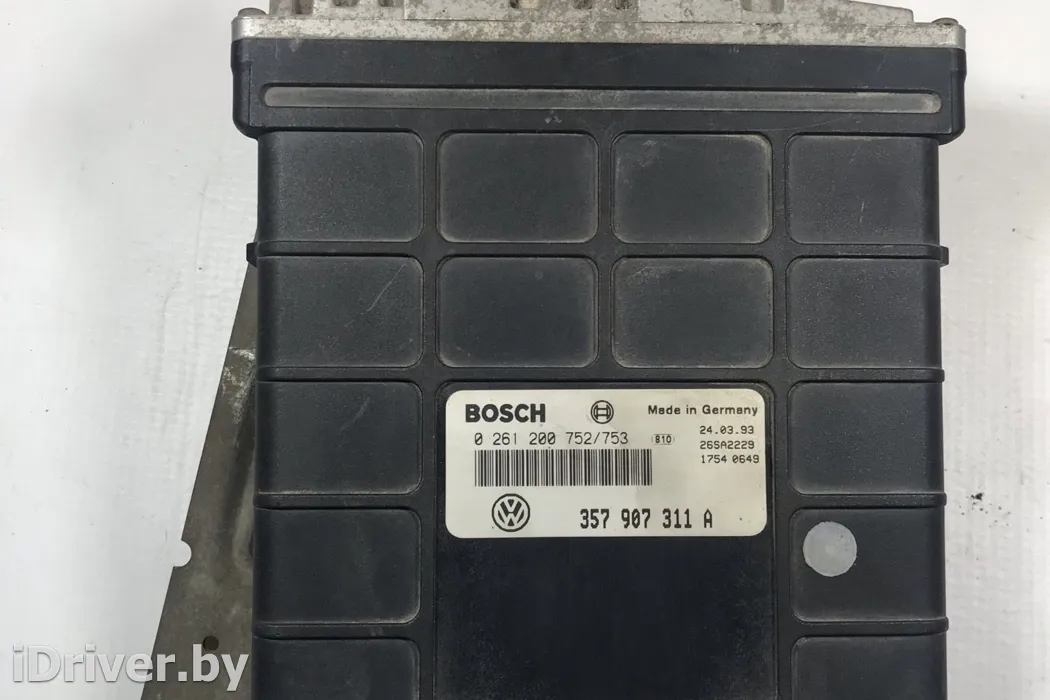 BOSCH Made in Germany
0 261 200 752/753 810 24.03.93
26SA2229
1754 0649
357 907 311 A
iDriver.by